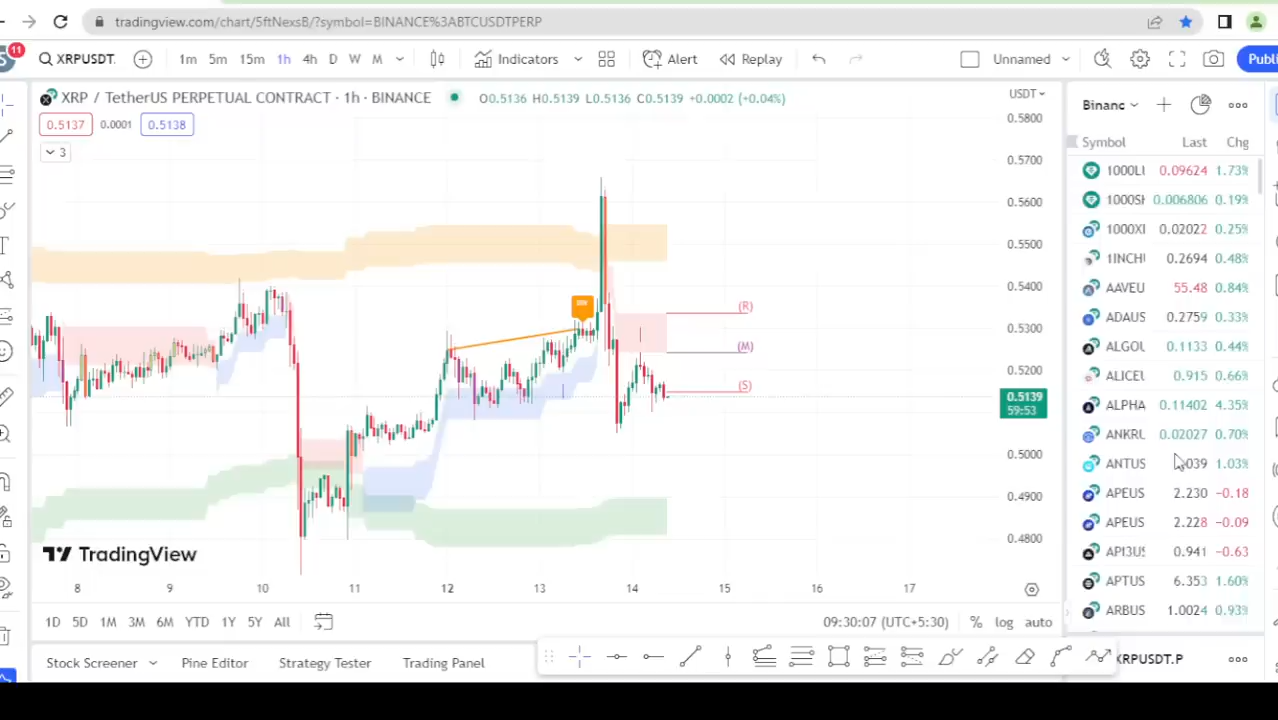 tradingview.com/chart/5ftNexsB/?symbol=BINANCE%3ABTCUSDTPERP
11 XRPUSDT. 1m 5m 15m 1h 4h D W M Indicators Alert Replay Unnamed Publi
XRP / TetherUS PERPETUAL CONTRACT · 1h · BINANCE O0.5136 H0.5139 L0.5136 C0.5139 +0.0002 (+0.04%) USDT
0.5137 0.0001 0.5138
3
0.5800
0.5700
0.5600
0.5500
0.5400
0.5300
0.5200
0.5139
59:53
0.5000
0.4900
0.4800
(R)
(M)
(S)
TradingView
8 9 10 11 12 13 14 15 16 17
1D 5D 1M 3M 6M YTD 1Y 5Y All 09:30:07 (UTC+5:30) % log auto
Stock Screener Pine Editor Strategy Tester Trading Panel
Binanc
Symbol Last Chg
1000LU 0.09624 1.73%
1000SH 0.006806 0.19%
1000XI 0.02022 0.25%
1INCHU 0.2694 0.48%
AAVEU 55.48 0.84%
ADAUS 0.2759 0.33%
ALGOU 0.1133 0.44%
ALICEU 0.915 0.66%
ALPHA 0.11402 4.35%
ANKRU 0.02027 0.70%
ANTUS 039 1.03%
APEUS 2.230 −0.18
APEUS 2.228 −0.09
API3US 0.941 −0.63
APTUS 6.353 1.60%
ARBUS 1.0024 0.93%
XRPUSDT.P